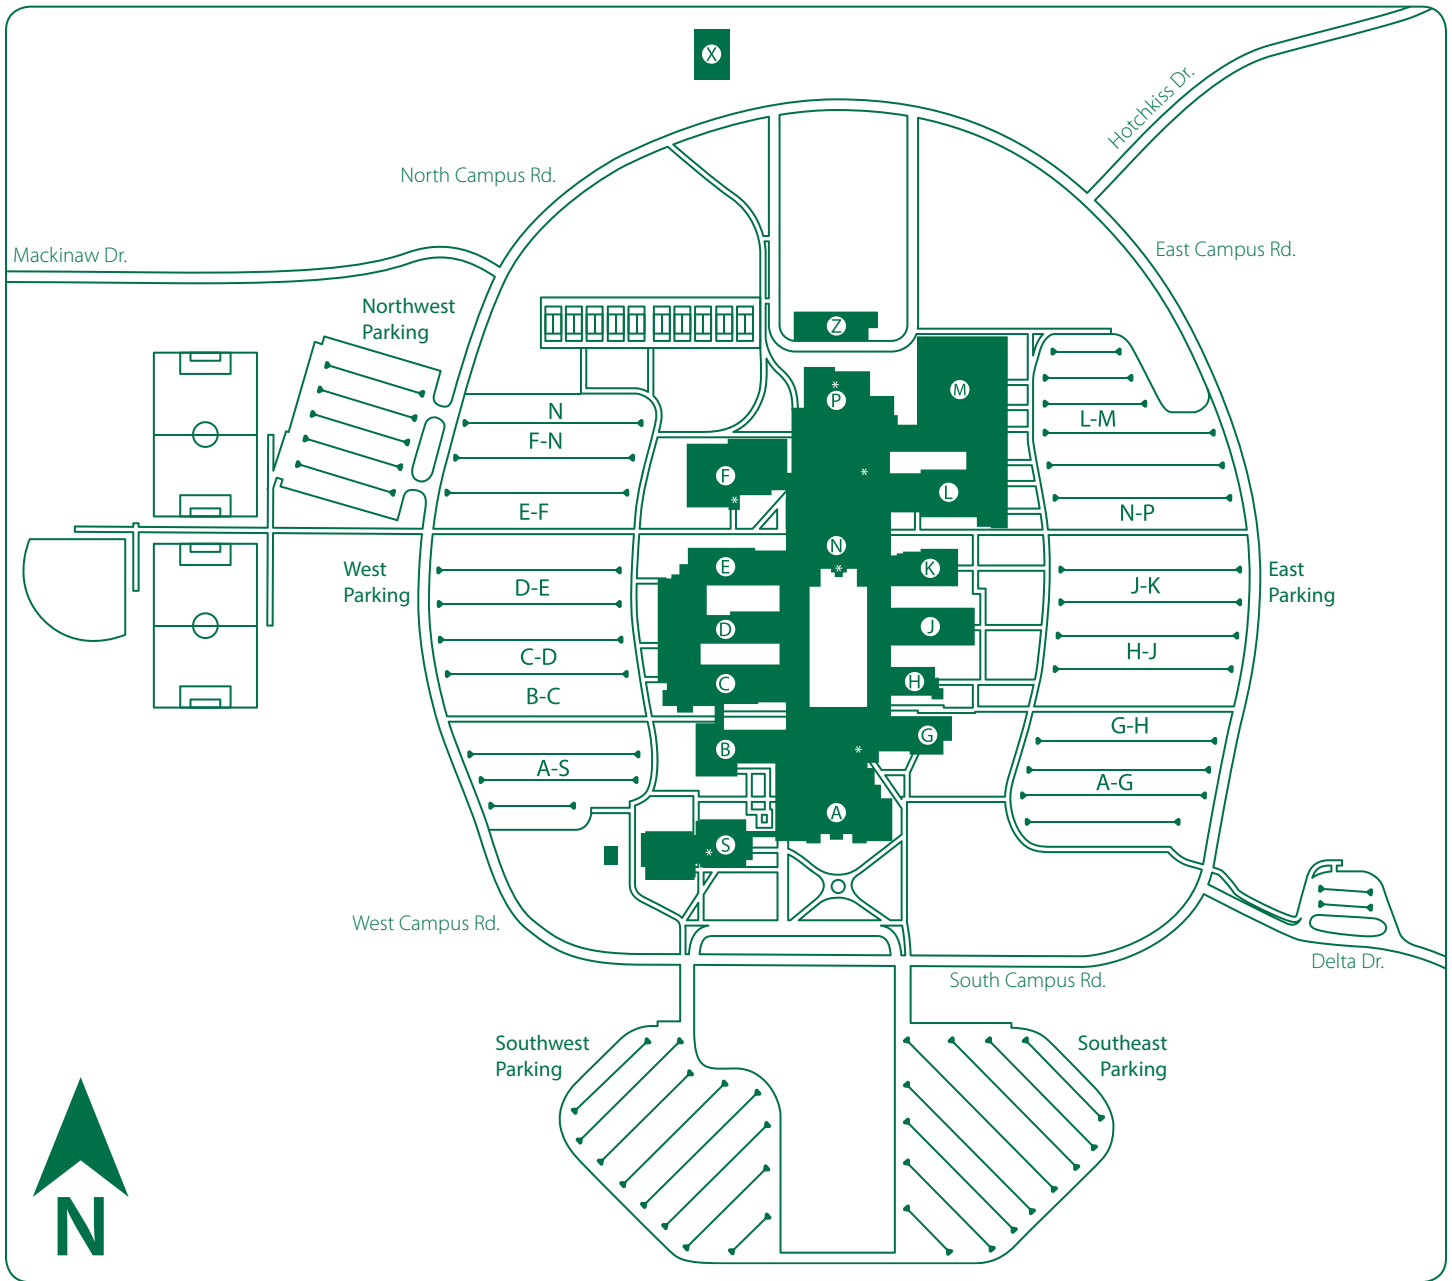 X
Hotchkiss Dr.
North Campus Rd.
East Campus Rd.
Mackinaw Dr.
Northwest
Parking
Z
*
P
M
N
F-N
L-M
F
*
*
L
E-F
N-P
N
*
E
K
West
Parking
East
Parking
D-E
J-K
D
J
C-D
H-J
C
H
B-C
G-H
B
*
G
A-S
A-G
A
S
*
West Campus Rd.
South Campus Rd.
Delta Dr.
Southwest
Parking
Southeast
Parking
N